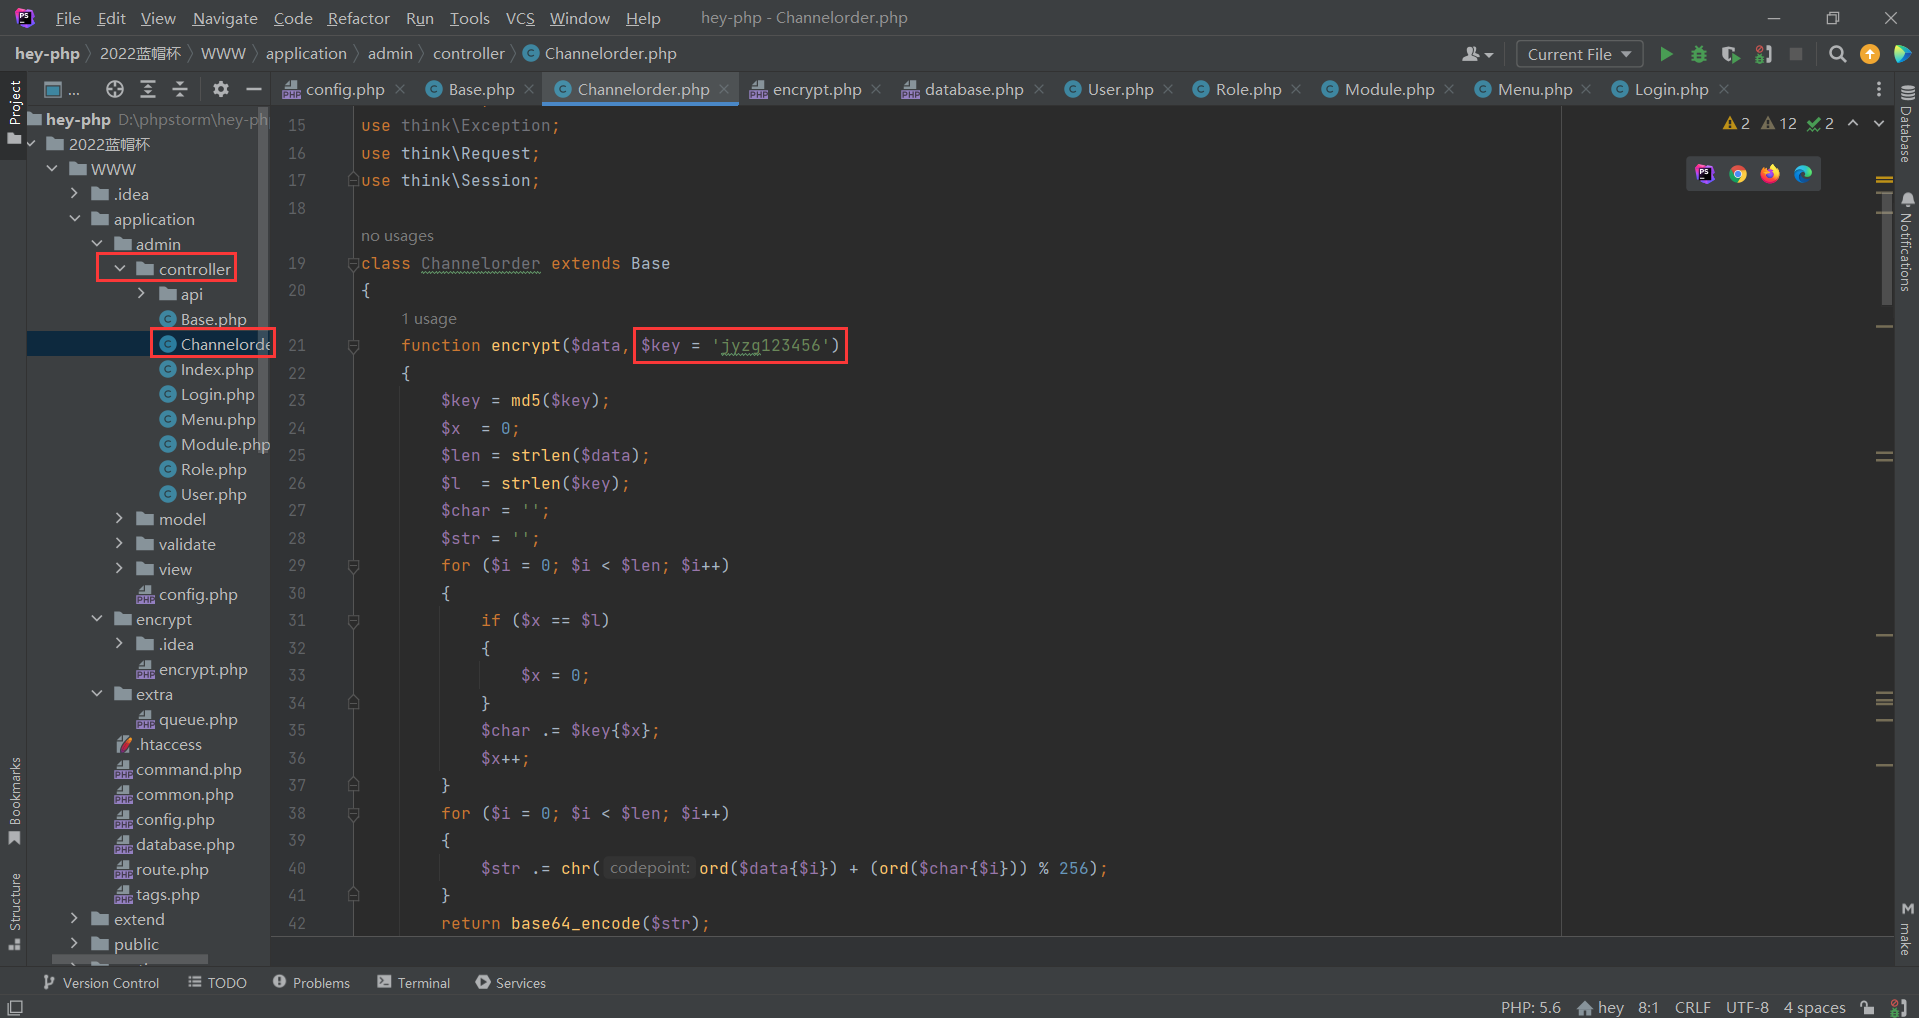 File Edit View Navigate Code Refactor Run Tools VCS Window Help hey-php - Channelorder.php
hey-php 2022蓝帽杯 WWW application admin controller Channelorder.php
Current File
Project
...
config.php Base.php Channelorder.php encrypt.php database.php User.php Role.php Module.php Menu.php Login.php
hey-php D:\phpstorm\hey-ph
2022蓝帽杯
WWW
.idea
application
admin
controller
api
Base.php
Channelorde
Index.php
Login.php
Menu.php
Module.php
Role.php
User.php
model
validate
view
config.php
encrypt
.idea
encrypt.php
extra
queue.php
.htaccess
command.php
common.php
config.php
database.php
route.php
tags.php
extend
public
2 12 2
15 use think\Exception;
16 use think\Request;
17 use think\Session;
18
no usages
19 class Channelorder extends Base
20 {
1 usage
21 function encrypt($data, $key = 'jyzq123456')
22 {
23 $key = md5($key);
24 $x = 0;
25 $len = strlen($data);
26 $l = strlen($key);
27 $char = '';
28 $str = '';
29 for ($i = 0; $i < $len; $i++)
30 {
31 if ($x == $l)
32 {
33 $x = 0;
34 }
35 $char .= $key{$x};
36 $x++;
37 }
38 for ($i = 0; $i < $len; $i++)
39 {
40 $str .= chr( codepoint: ord($data{$i}) + (ord($char{$i})) % 256);
41 }
42 return base64_encode($str);
Database
Notifications
M make
Bookmarks
Structure
Version Control TODO Problems Terminal Services
PHP: 5.6 hey 8:1 CRLF UTF-8 4 spaces